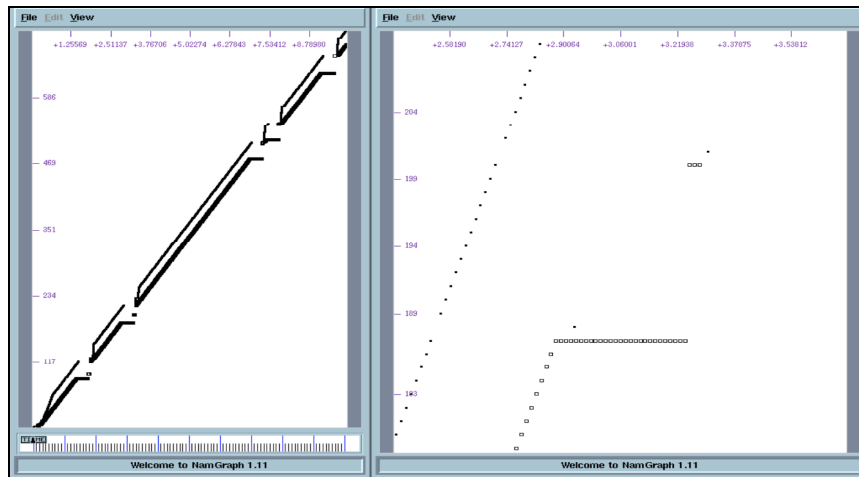 File Edit View
+1.25569 +2.51137 +3.76706 +5.02274 +6.27843 +7.53412 +8.78980
586
469
351
234
117
Welcome to NamGraph 1.11
File Edit View
+2.58190 +2.74127 +2.90064 +3.06001 +3.21938 +3.37875 +3.53812
204
199
194
189
183
Welcome to NamGraph 1.11